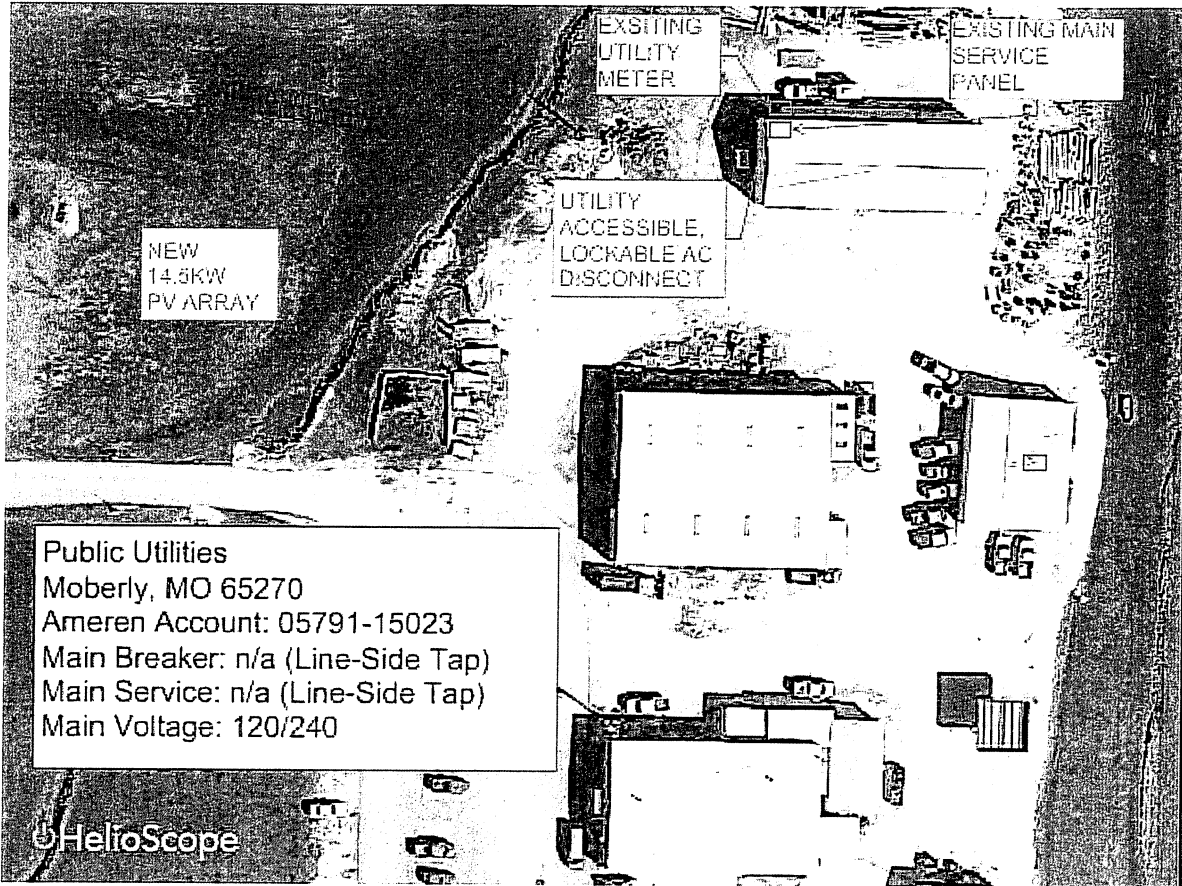 EXSITING
UTILITY
METER
EXISTING MAIN
SERVICE
PANEL
UTILITY
ACCESSIBLE,
LOCKABLE AC
DISCONNECT
NEW
14.5KW
PV ARRAY
Public Utilities
Moberly, MO 65270
Ameren Account: 05791-15023
Main Breaker: n/a (Line-Side Tap)
Main Service: n/a (Line-Side Tap)
Main Voltage: 120/240
HelioScope